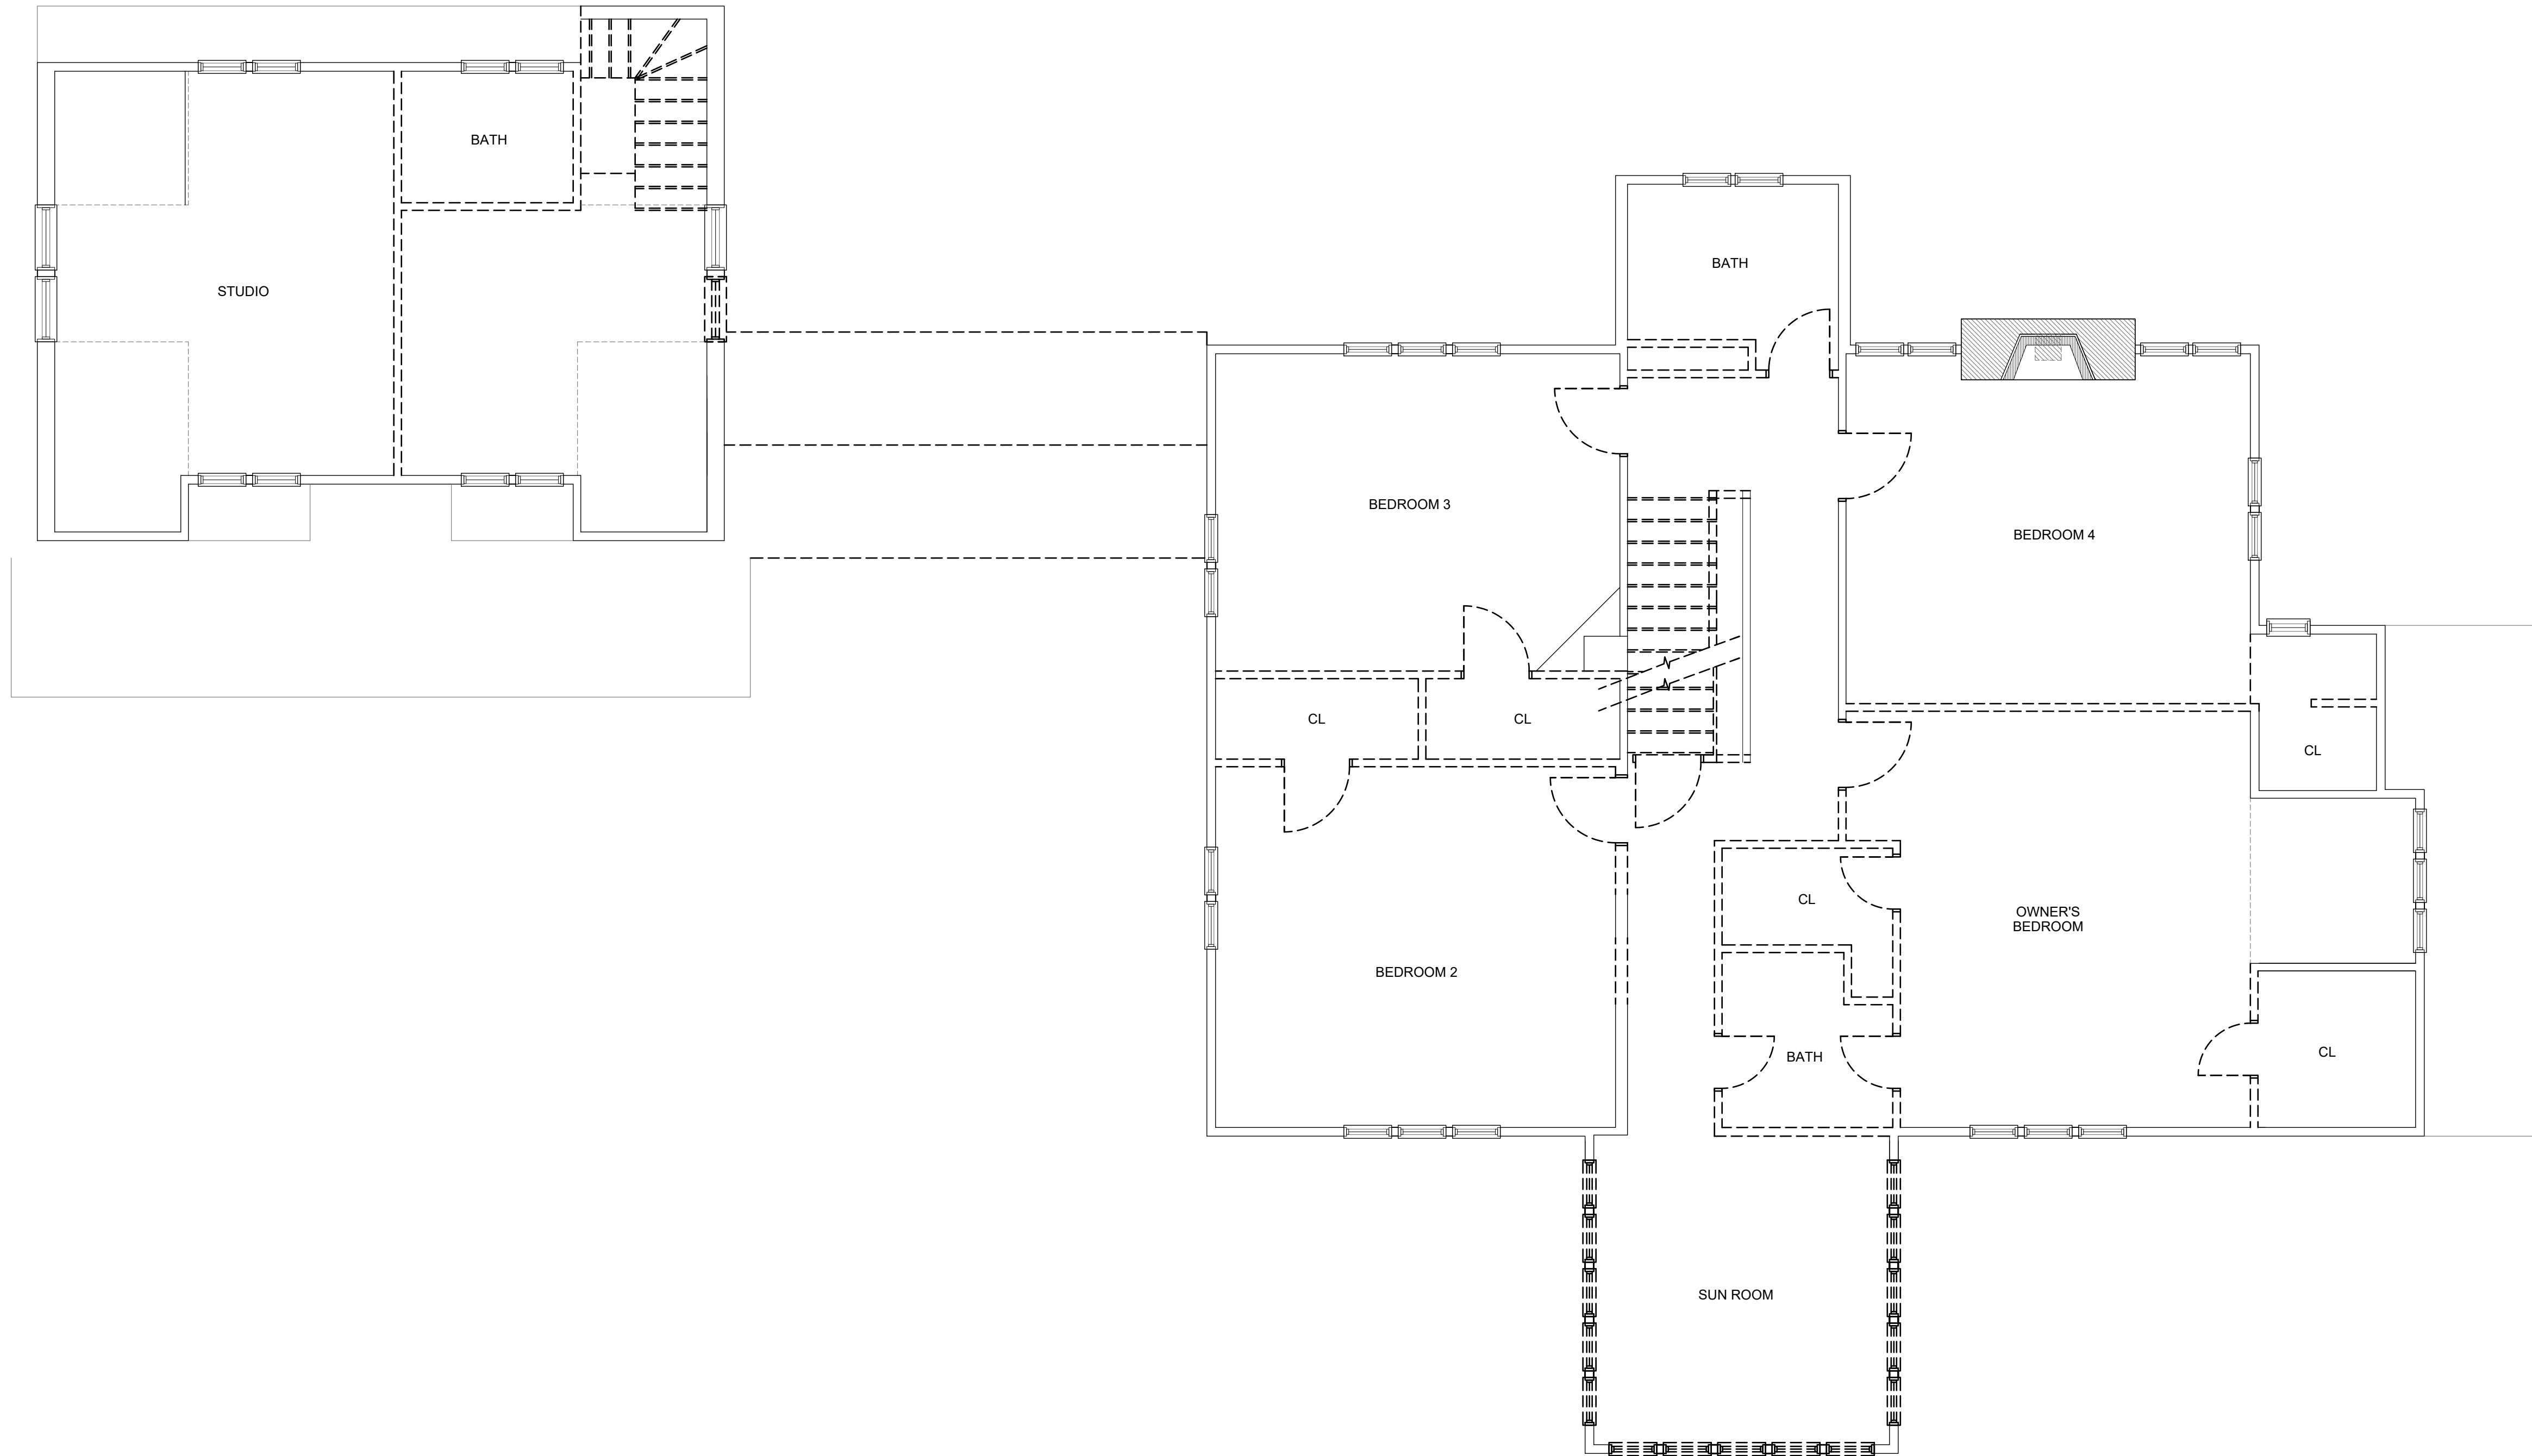 BATH
STUDIO
BATH
BEDROOM 3
BEDROOM 4
CL
CL
CL
CL
OWNER'S
BEDROOM
BEDROOM 2
BATH
CL
SUN ROOM